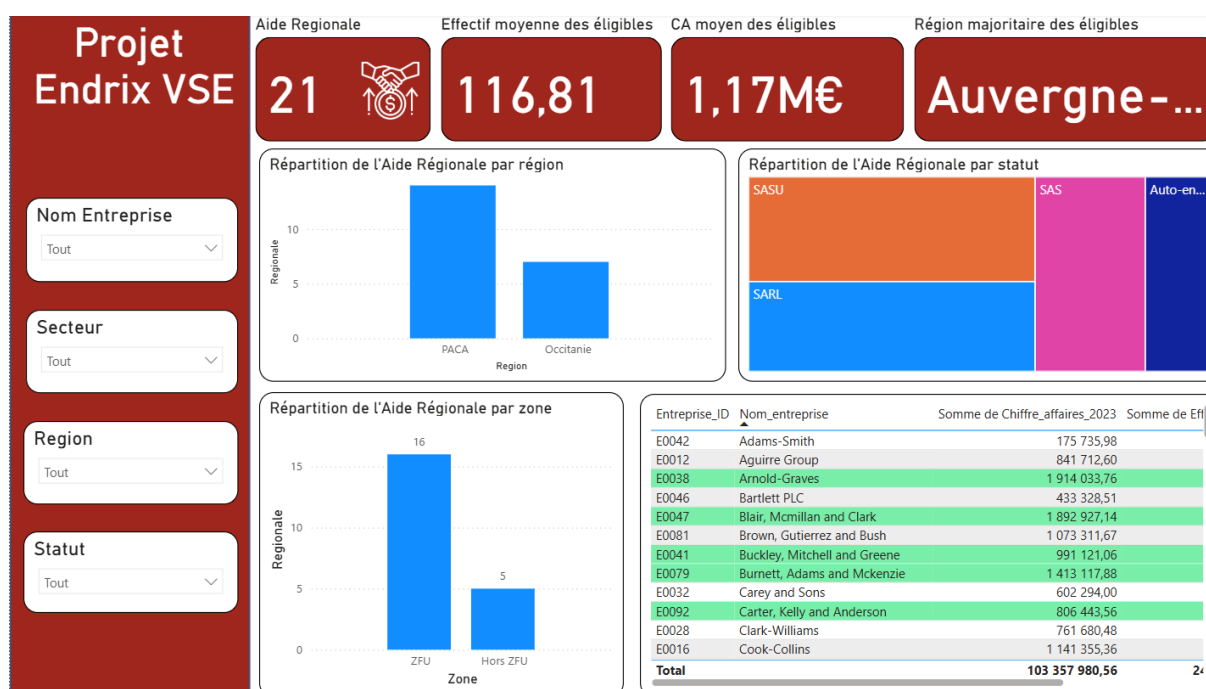 Projet
Endrix VSE
Nom Entreprise
Tout
Secteur
Tout
Region
Tout
Statut
Tout
Aide Regionale
21
Effectif moyenne des éligibles
116,81
CA moyen des éligibles
1,17M€
Région majoritaire des éligibles
Auvergne-...
Répartition de l'Aide Régionale par région
Regionale
10
5
0
PACA
Occitanie
Region
Répartition de l'Aide Régionale par statut
SASU
SARL
SAS
Auto-en...
Répartition de l'Aide Régionale par zone
Regionale
15
10
5
0
16
5
ZFU
Hors ZFU
Zone
Entreprise_ID Nom_entreprise Somme de Chiffre_affaires_2023 Somme de Eff
E0042 Adams-Smith 175 735,98
E0012 Aguirre Group 841 712,60
E0038 Arnold-Graves 1 914 033,76
E0046 Bartlett PLC 433 328,51
E0047 Blair, Mcmillan and Clark 1 892 927,14
E0081 Brown, Gutierrez and Bush 1 073 311,67
E0041 Buckley, Mitchell and Greene 991 121,06
E0079 Burnett, Adams and Mckenzie 1 413 117,88
E0032 Carey and Sons 602 294,00
E0092 Carter, Kelly and Anderson 806 443,56
E0028 Clark-Williams 761 680,48
E0016 Cook-Collins 1 141 355,36
Total 103 357 980,56 24